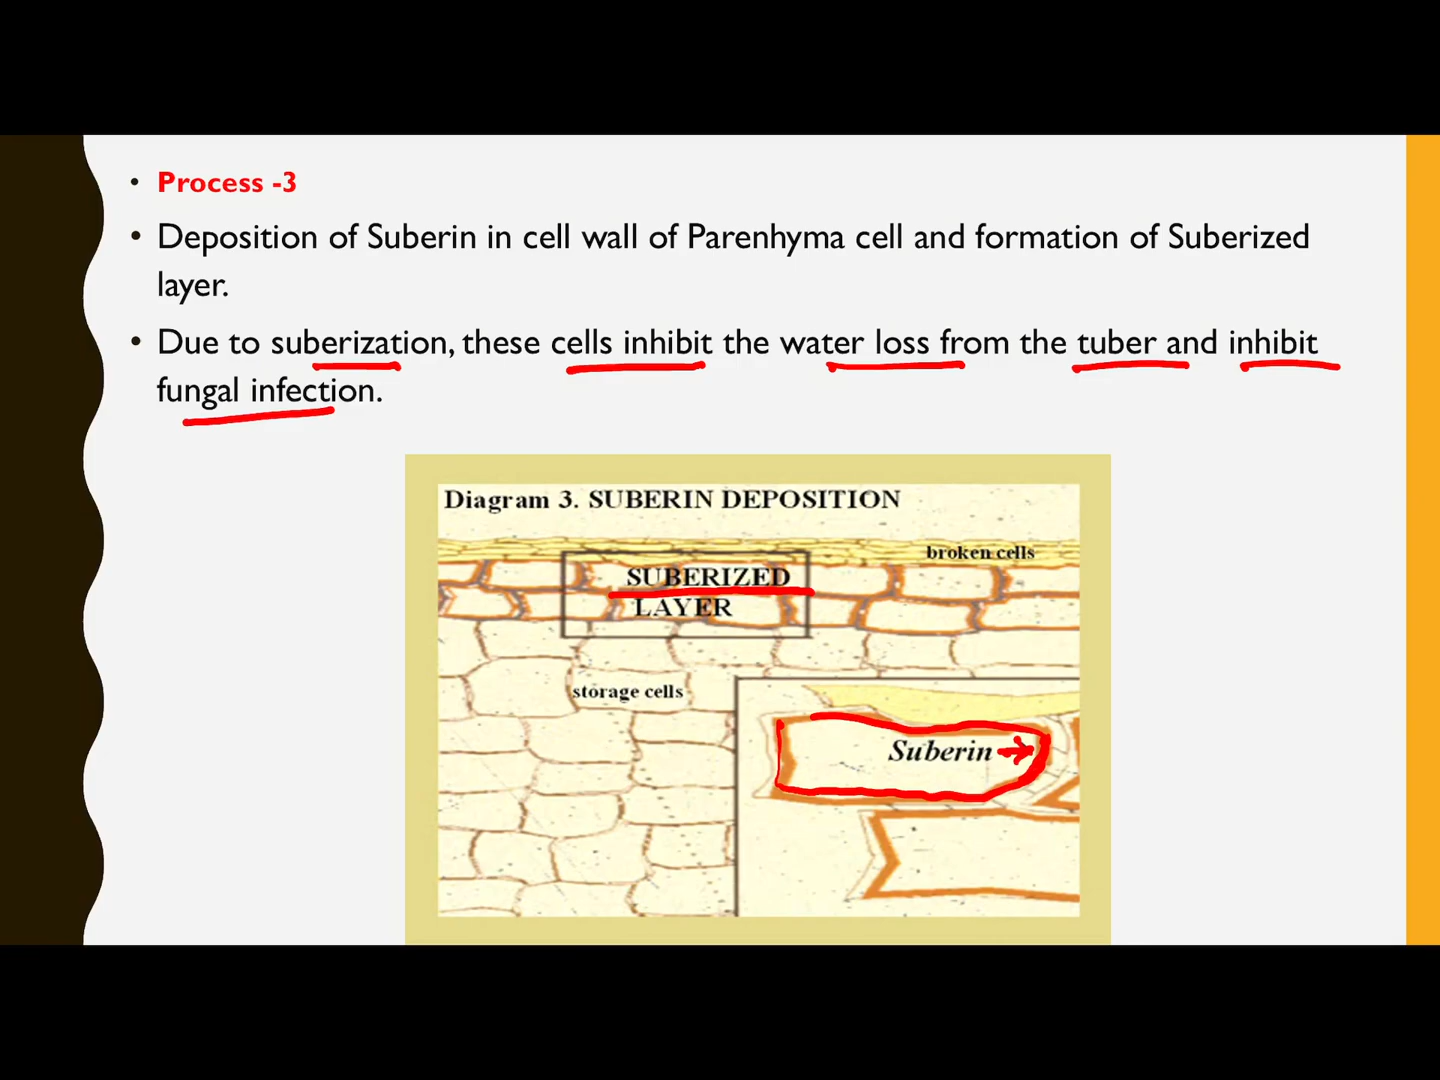 • Process -3
• Deposition of Suberin in cell wall of Parenhyma cell and formation of Suberized
layer.
• Due to suberization, these cells inhibit the water loss from the tuber and inhibit
fungal infection.
Diagram 3. SUBERIN DEPOSITION
broken cells
SUBERIZED
LAYER
storage cells
Suberin